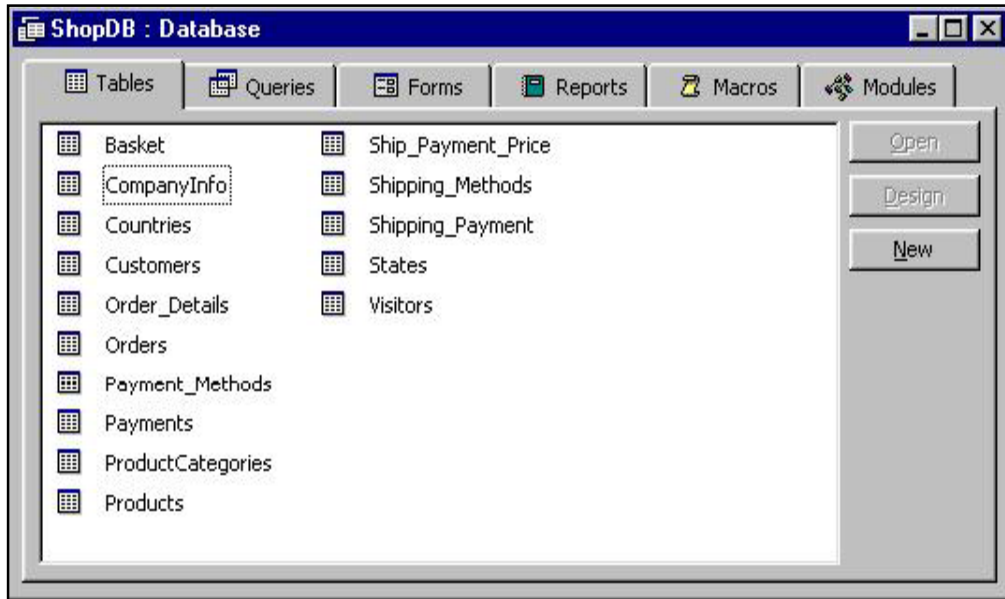 ShopDB : Database
Tables Queries Forms Reports Macros Modules
Basket
CompanyInfo
Countries
Customers
Order_Details
Orders
Payment_Methods
Payments
ProductCategories
Products
Ship_Payment_Price
Shipping_Methods
Shipping_Payment
States
Visitors
Open
Design
New